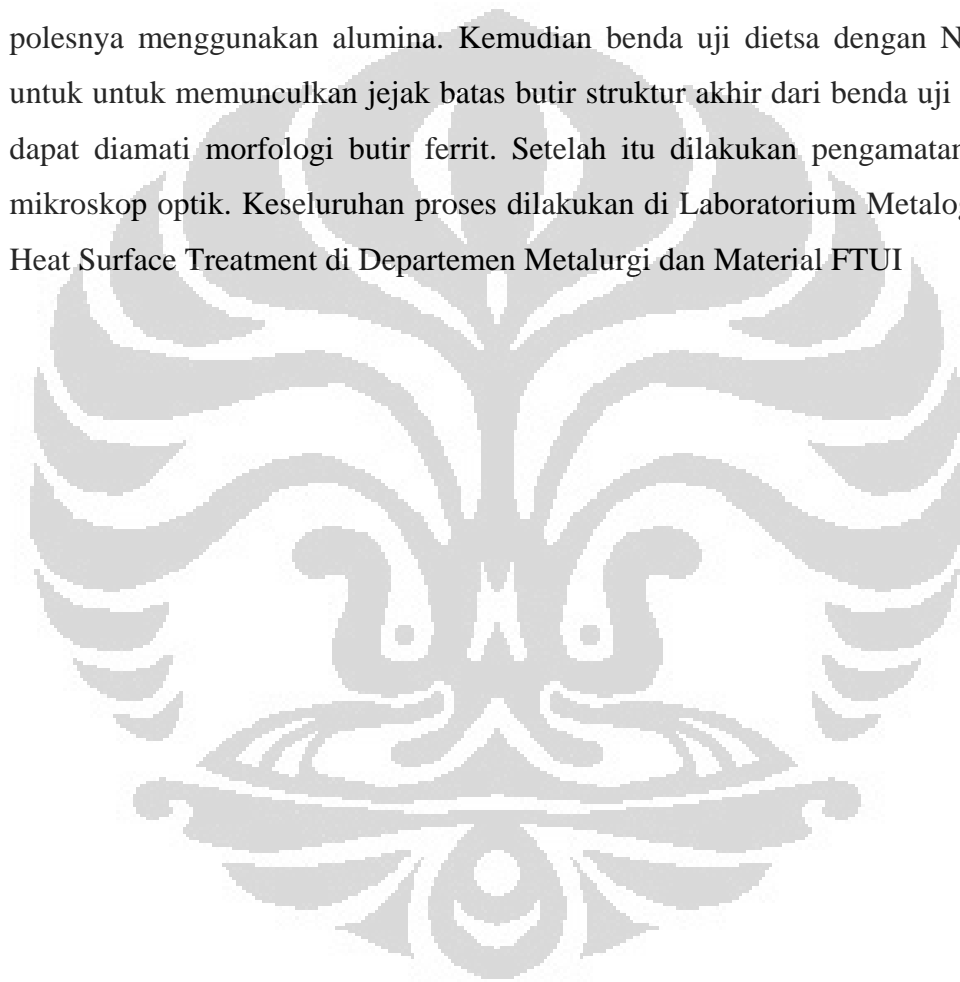 polesnya menggunakan alumina. Kemudian benda uji dietsa dengan N
untuk untuk memunculkan jejak batas butir struktur akhir dari benda uji
dapat diamati morfologi butir ferrit. Setelah itu dilakukan pengamatan
mikroskop optik. Keseluruhan proses dilakukan di Laboratorium Metalog
Heat Surface Treatment di Departemen Metalurgi dan Material FTUI